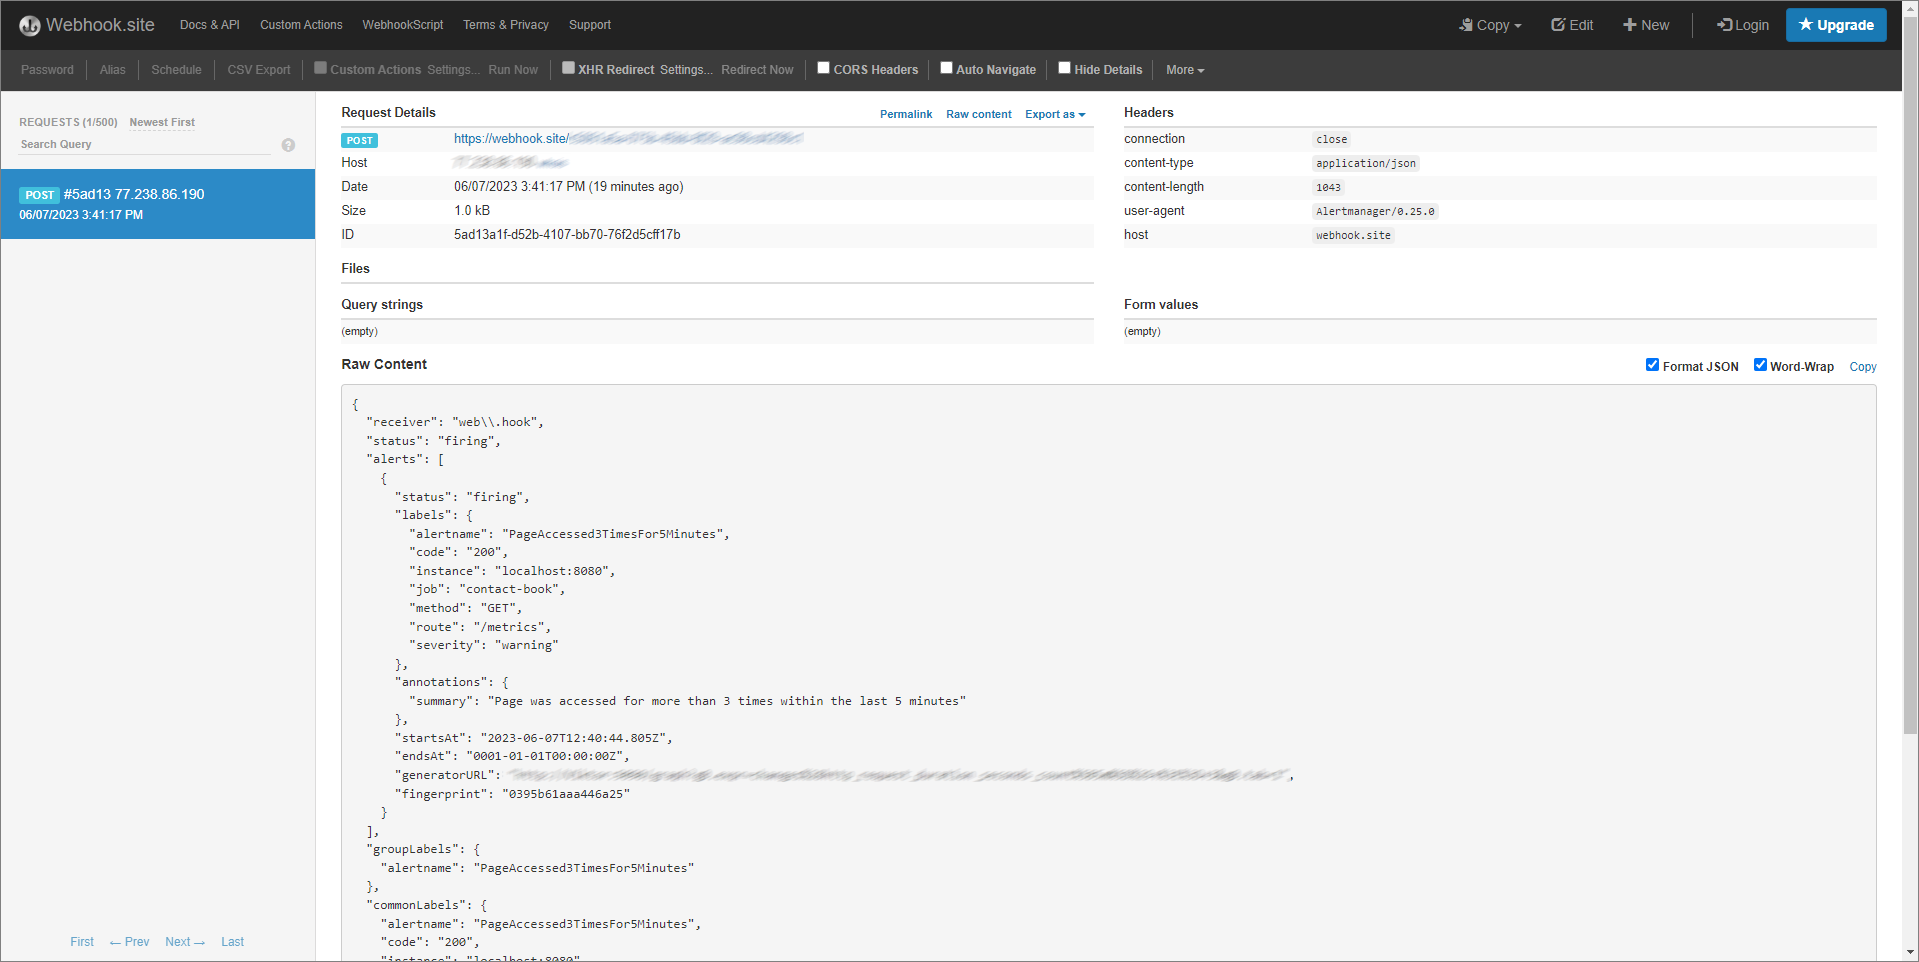 Webhook.site Docs & API Custom Actions WebhookScript Terms & Privacy Support Copy Edit New Login Upgrade
Password Alias Schedule CSV Export Custom Actions Settings... Run Now XHR Redirect Settings... Redirect Now CORS Headers Auto Navigate Hide Details More
REQUESTS (1/500) Newest First
Search Query ?
POST #5ad13 77.238.86.190
06/07/2023 3:41:17 PM
First ← Prev Next → Last
Request Details Permalink Raw content Export as
POST https://webhook.site/
Host
Date 06/07/2023 3:41:17 PM (19 minutes ago)
Size 1.0 kB
ID 5ad13a1f-d52b-4107-bb70-76f2d5cff17b
Files
Query strings
(empty)
Headers
connection close
content-type application/json
content-length 1043
user-agent Alertmanager/0.25.0
host webhook.site
Form values
(empty)
Raw Content Format JSON Word-Wrap Copy
{
"receiver": "web\\.hook",
"status": "firing",
"alerts": [
{
"status": "firing",
"labels": {
"alertname": "PageAccessed3TimesFor5Minutes",
"code": "200",
"instance": "localhost:8080",
"job": "contact-book",
"method": "GET",
"route": "/metrics",
"severity": "warning"
},
"annotations": {
"summary": "Page was accessed for more than 3 times within the last 5 minutes"
},
"startsAt": "2023-06-07T12:40:44.805Z",
"endsAt": "0001-01-01T00:00:00Z",
"generatorURL":
"fingerprint": "0395b61aaa446a25"
}
],
"groupLabels": {
"alertname": "PageAccessed3TimesFor5Minutes"
},
"commonLabels": {
"alertname": "PageAccessed3TimesFor5Minutes",
"code": "200",
"instance": "localhost:8080"